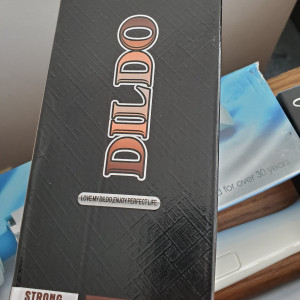 DILDO
LOVE MY DILDO,ENJOY PERFECT LIFE
STRONG
d for over 30 years